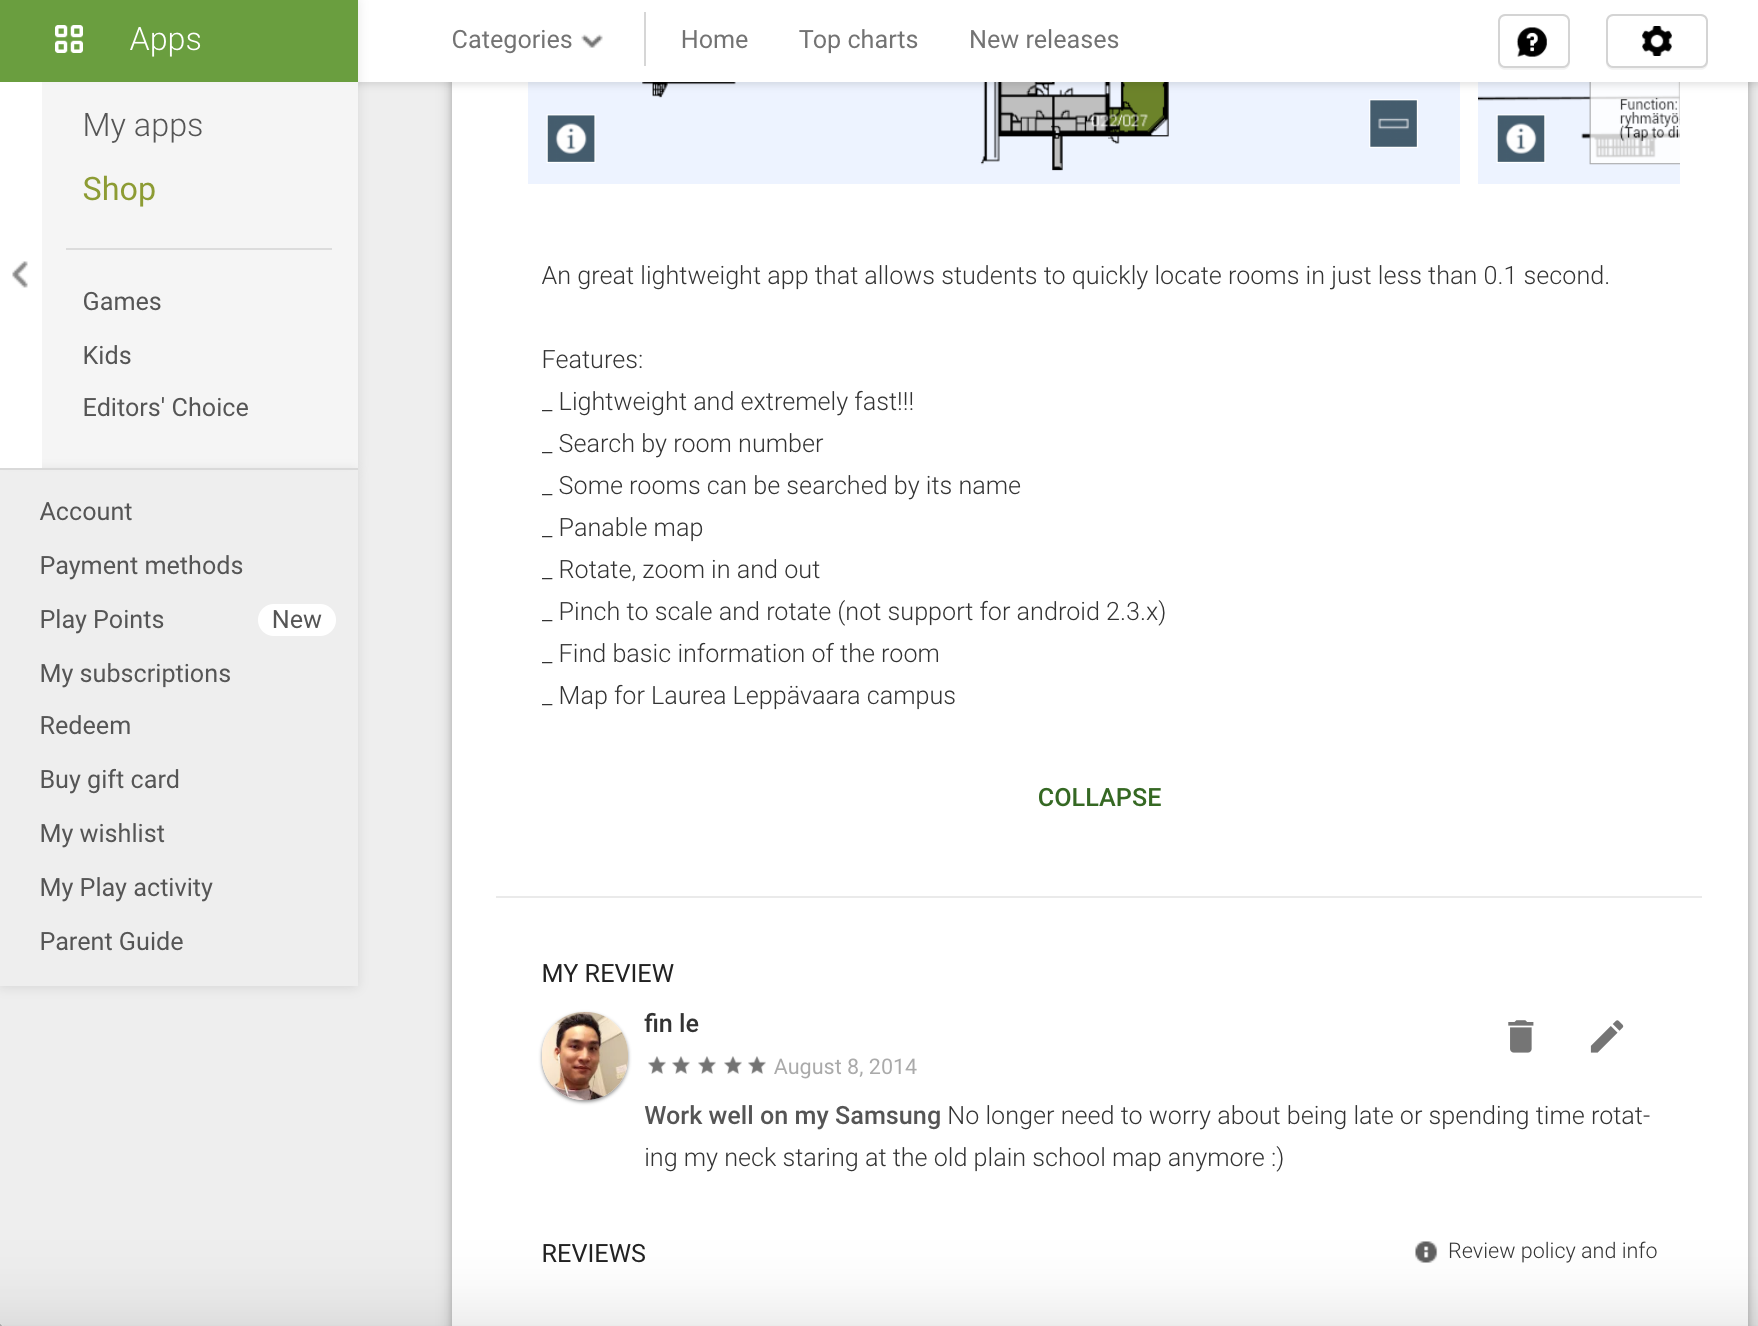 Apps
Categories
Home
Top charts
New releases
My apps
Shop
Games
Kids
Editors' Choice
Account
Payment methods
Play Points
New
My subscriptions
Redeem
Buy gift card
My wishlist
My Play activity
Parent Guide
022/027
Function:
ryhmätyö
(Tap to di
An great lightweight app that allows students to quickly locate rooms in just less than 0.1 second.
Features:
_ Lightweight and extremely fast!!!
_ Search by room number
_ Some rooms can be searched by its name
_ Panable map
_ Rotate, zoom in and out
_ Pinch to scale and rotate (not support for android 2.3.x)
_ Find basic information of the room
_ Map for Laurea Leppävaara campus
COLLAPSE
MY REVIEW
fin le
August 8, 2014
Work well on my Samsung No longer need to worry about being late or spending time rotat-
ing my neck staring at the old plain school map anymore :)
REVIEWS
Review policy and info